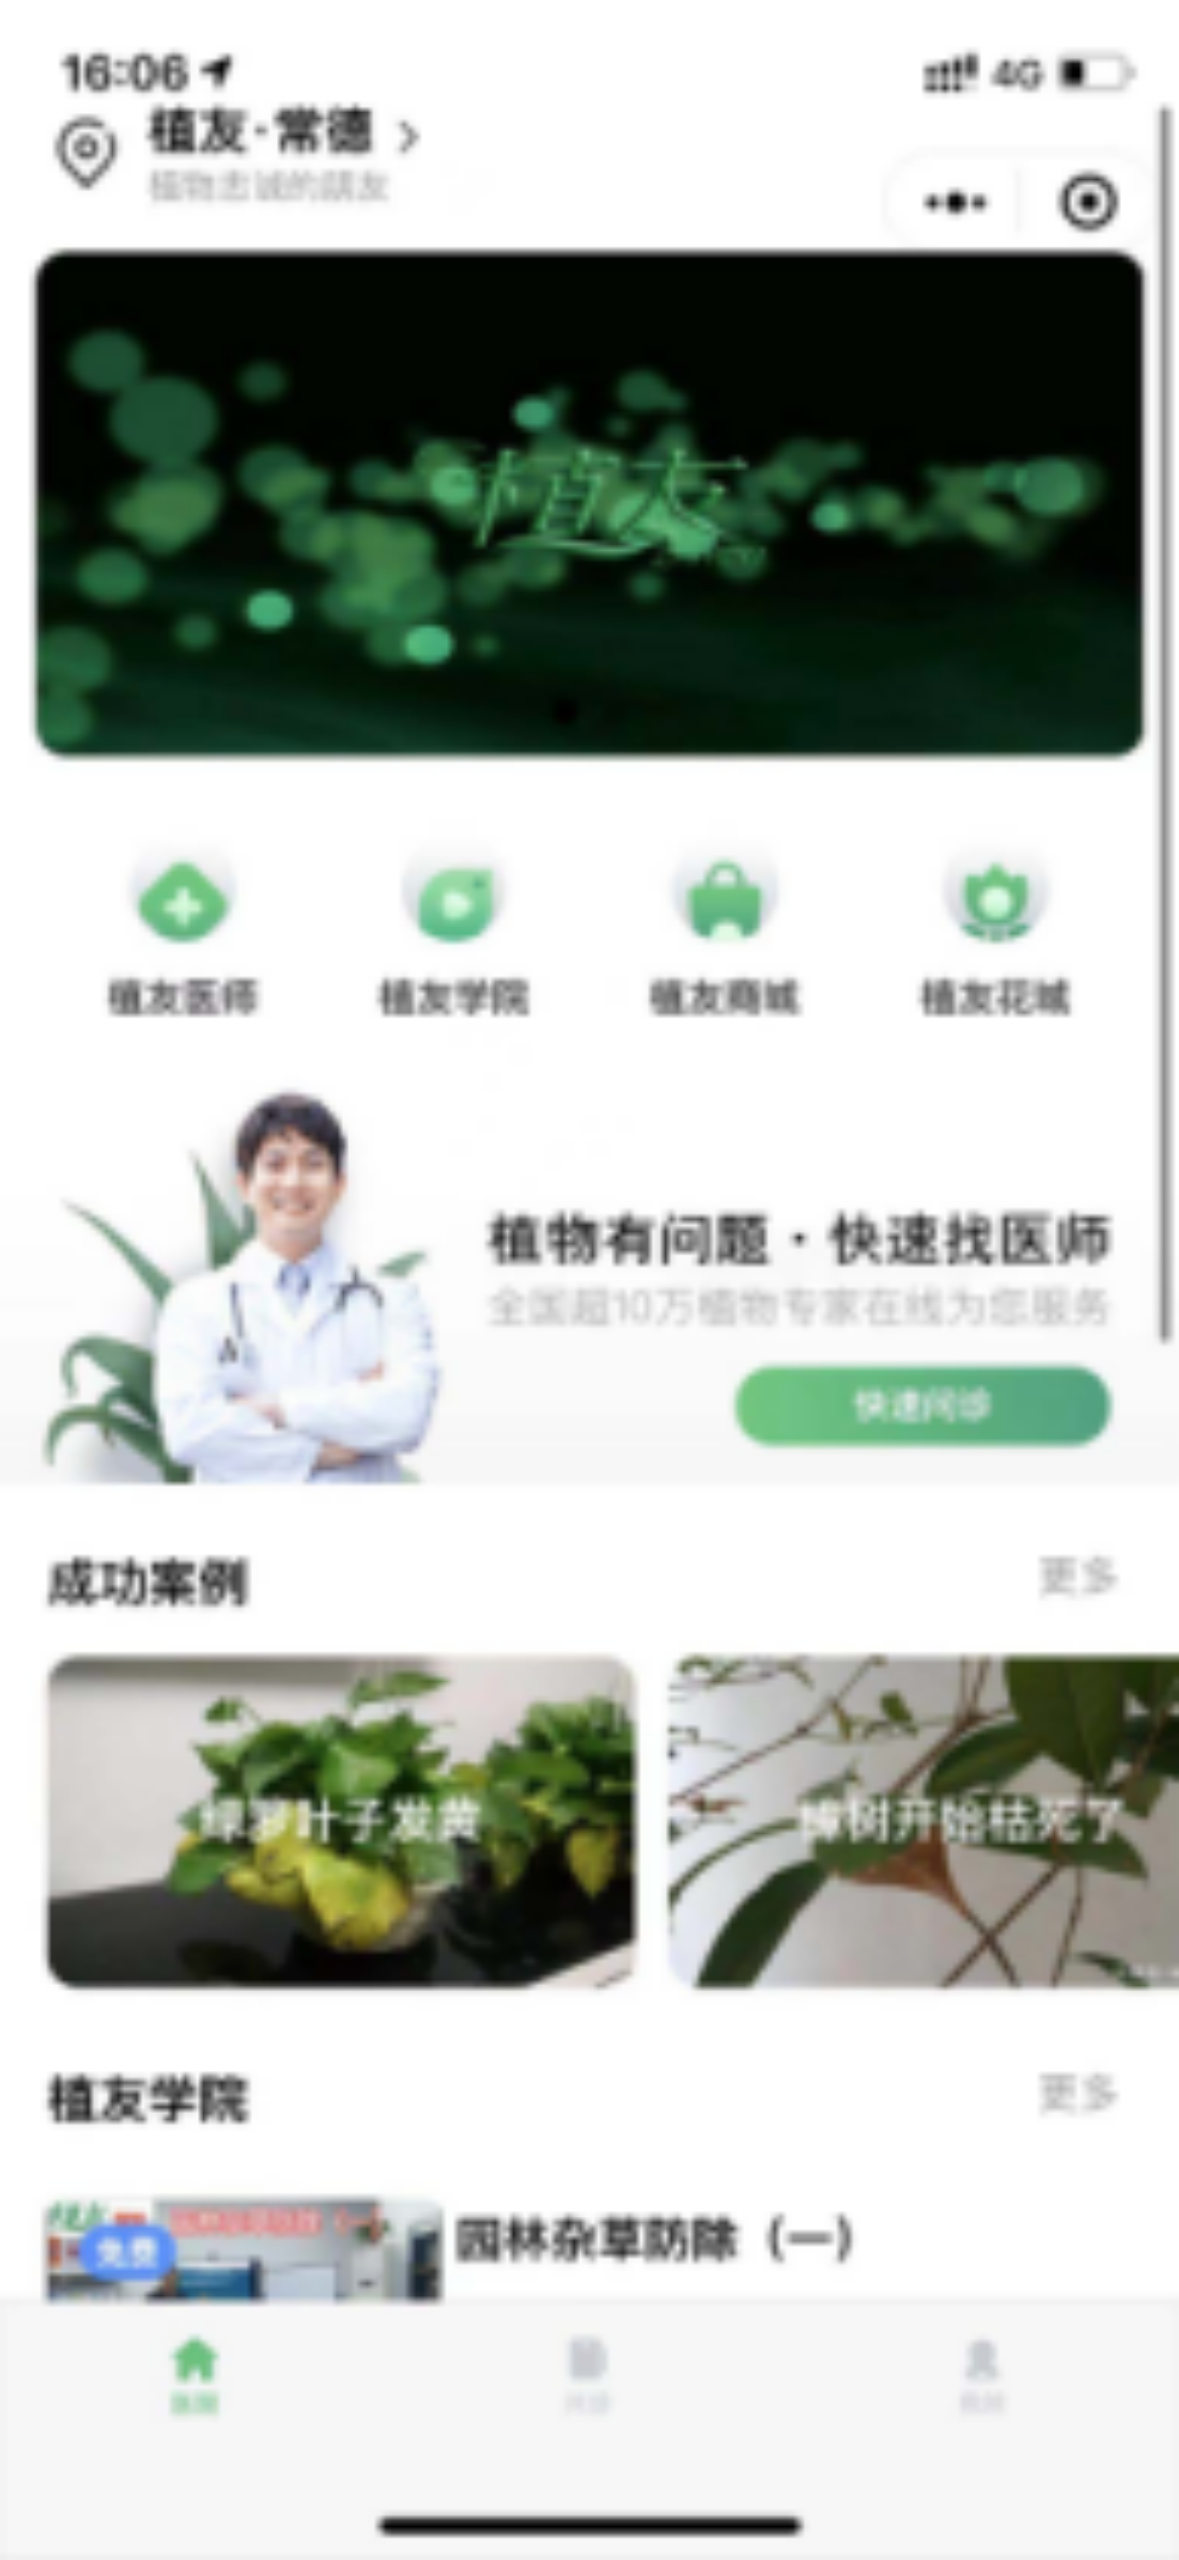 16:06
4G
植友·常德
植物忠诚的朋友
植友
植友医师
植友学院
植友商城
植友花城
植物有问题·快速找医师
全国超10万植物专家在线为您服务
快速问诊
成功案例
更多
绿萝叶子发黄
樟树开始枯死了
植友学院
更多
免费
园林杂草防除（一）